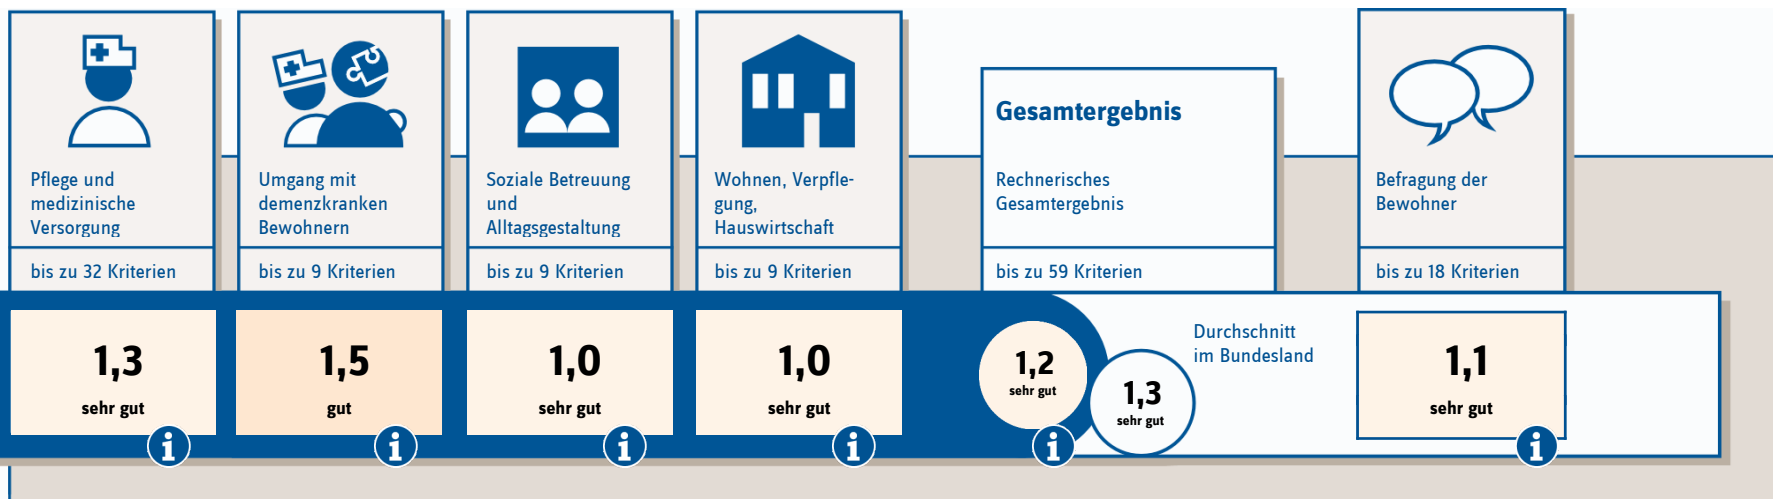 Pflege und
medizinische
Versorgung
bis zu 32 Kriterien
1,3
sehr gut
Umgang mit
demenzkranken
Bewohnern
bis zu 9 Kriterien
1,5
gut
Soziale Betreuung
und
Alltagsgestaltung
bis zu 9 Kriterien
1,0
sehr gut
Wohnen, Verpfle-
gung,
Hauswirtschaft
bis zu 9 Kriterien
1,0
sehr gut
Gesamtergebnis
Rechnerisches
Gesamtergebnis
bis zu 59 Kriterien
1,2
sehr gut
1,3
sehr gut
Durchschnitt
im Bundesland
Befragung der
Bewohner
bis zu 18 Kriterien
1,1
sehr gut